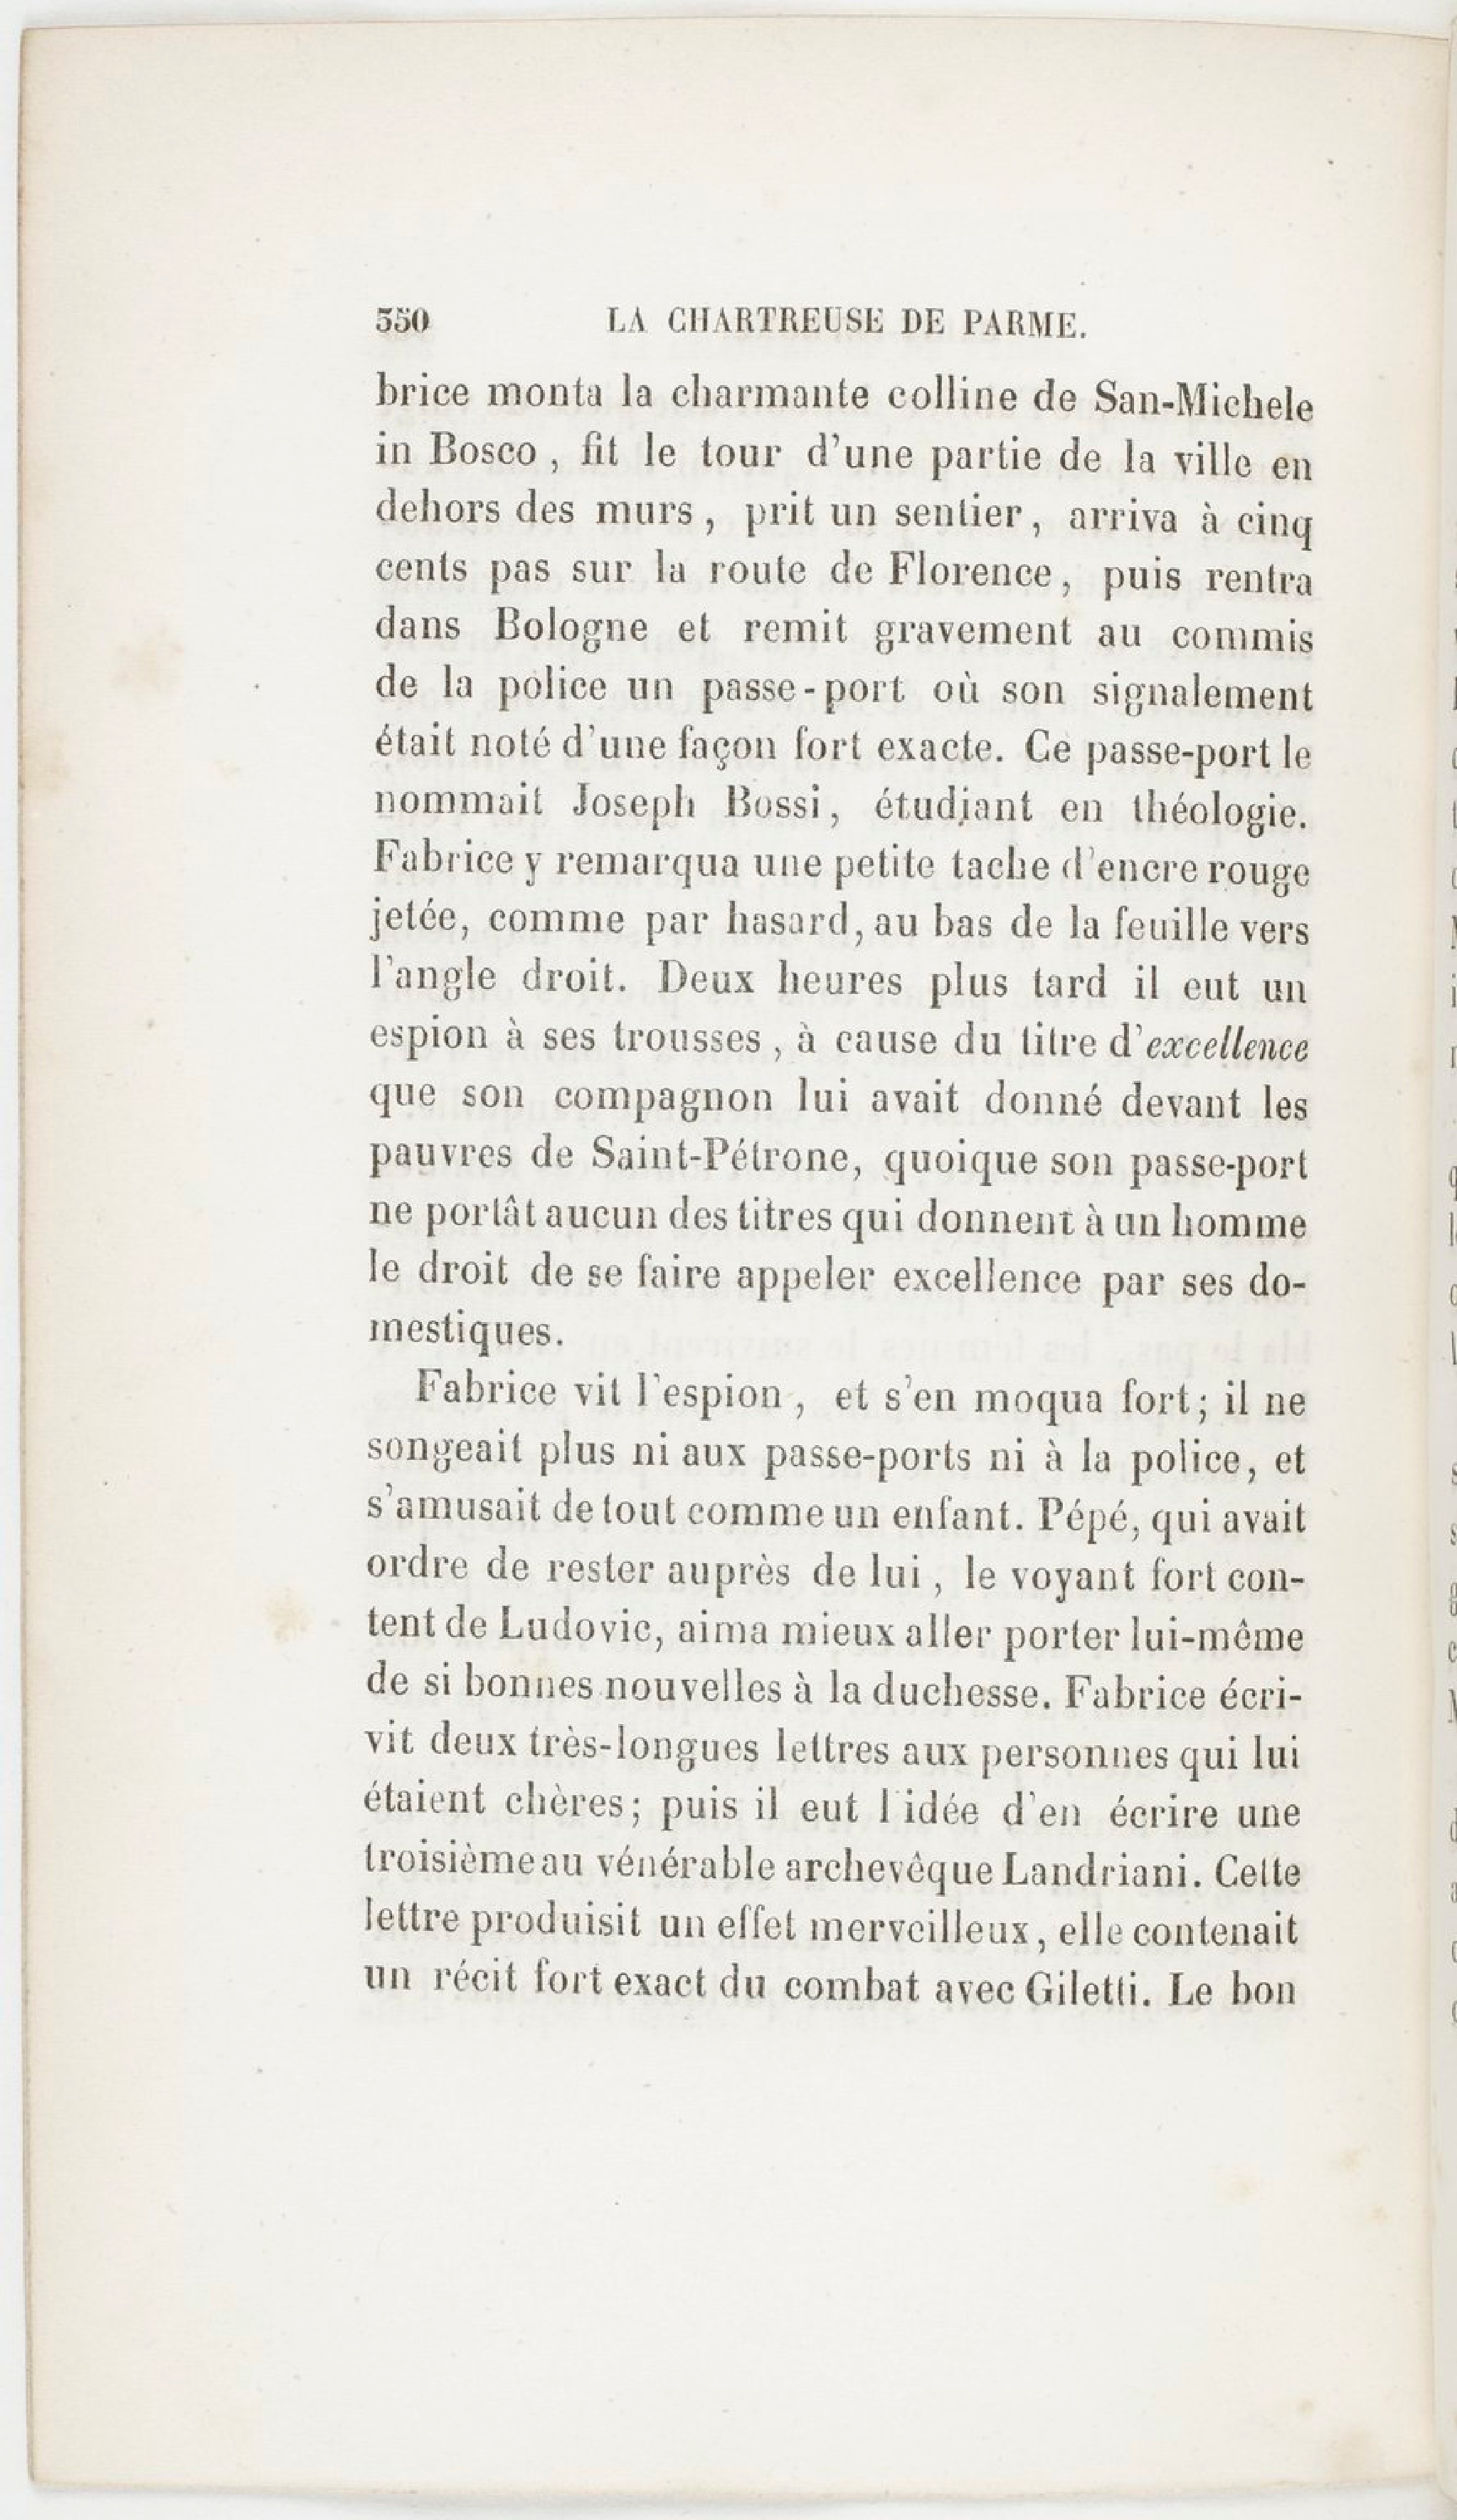 350 LA CHARTREUSE DE PARME.
brice monta la charmante colline de San-Michele
in Bosco, fit le tour d'une partie de la ville en
dehors des murs, prit un sentier, arriva à cinq
cents pas sur la route de Florence, puis rentra
dans Bologne et remit gravement au commis
de la police un passe-port où son signalement
était noté d'une façon fort exacte. Ce passe-port le
nommait Joseph Bossi, étudiant en théologie.
Fabrice y remarqua une petite tache d'encre rouge
jetée, comme par hasard, au bas de la feuille vers
l'angle droit. Deux heures plus tard il eut un
espion à ses trousses, à cause du titre d'excellence
que son compagnon lui avait donné devant les
pauvres de Saint-Pétrone, quoique son passe-port
ne portât aucun des titres qui donnent à un homme
le droit de se faire appeler excellence par ses do-
mestiques.
Fabrice vit l'espion, et s'en moqua fort; il ne
songeait plus ni aux passe-ports ni à la police, et
s'amusait de tout comme un enfant. Pépé, qui avait
ordre de rester auprès de lui, le voyant fort con-
tent de Ludovic, aima mieux aller porter lui-même
de si bonnes nouvelles à la duchesse. Fabrice écri-
vit deux très-longues lettres aux personnes qui lui
étaient chères; puis il eut l'idée d'en écrire une
troisième au vénérable archevêque Landriani. Cette
lettre produisit un effet merveilleux, elle contenait
un récit fort exact du combat avec Giletti. Le bon